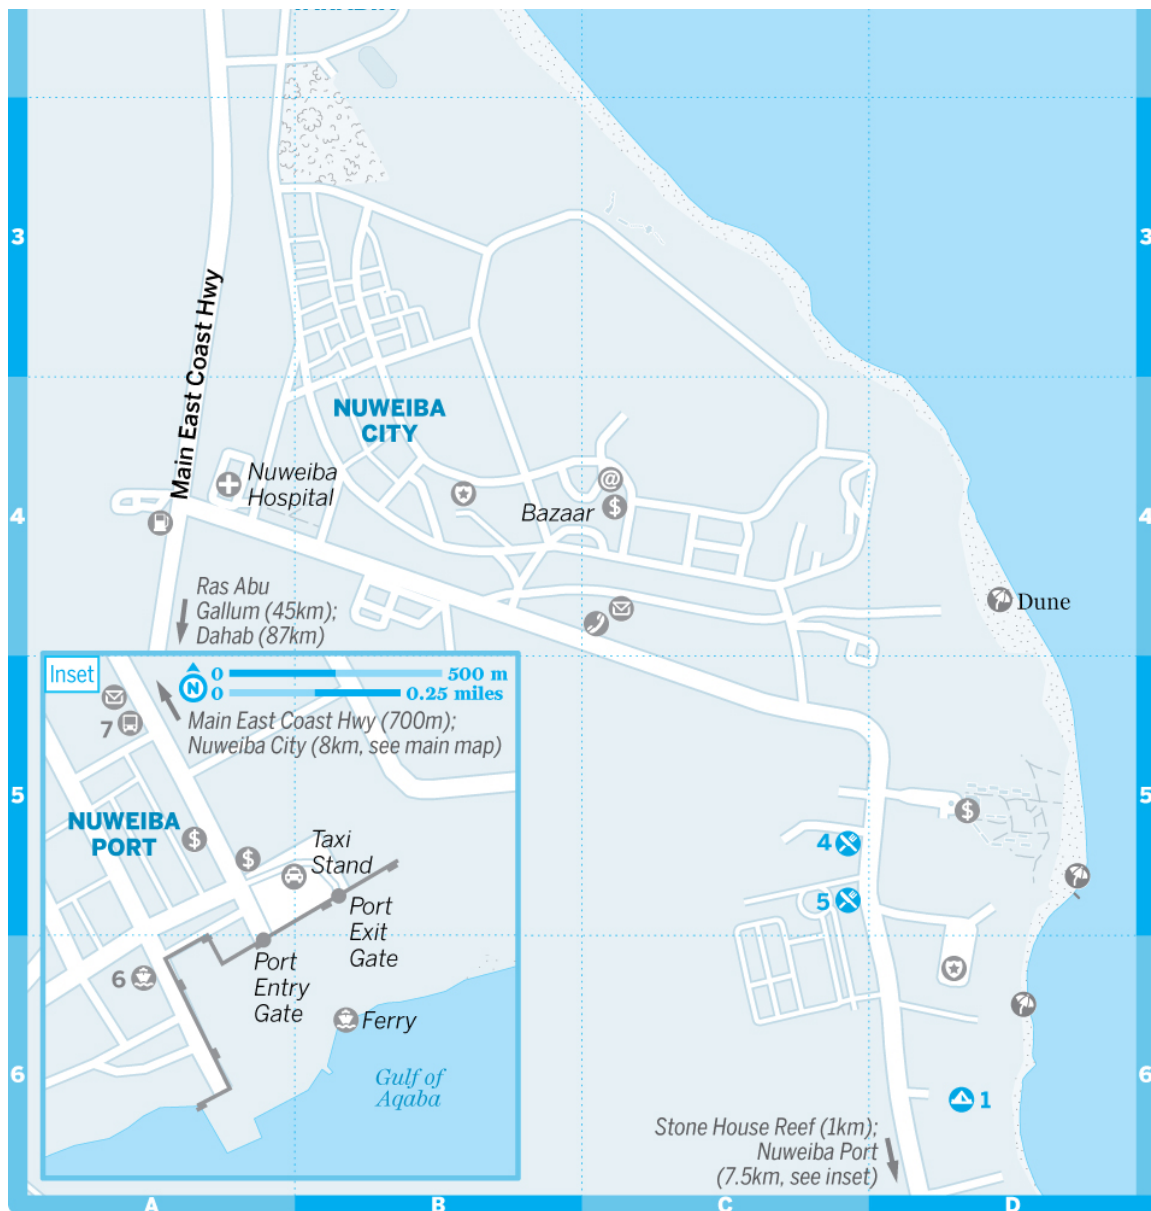 3
3
Main East Coast Hwy
NUWEIBA
CITY
Nuweiba
Hospital
@
Bazaar
$
4
4
Ras Abu
Gallum (45km);
Dahab (87km)
Dune
Inset
0
500 m
N
0
0.25 miles
7
Main East Coast Hwy (700m);
Nuweiba City (8km, see main map)
5
5
$
NUWEIBA
PORT
$
$
Taxi
Stand
4
5
Port
Exit
Gate
Port
Entry
Gate
6
Ferry
Gulf of
Aqaba
6
6
1
Stone House Reef (1km);
Nuweiba Port
(7.5km, see inset)
A
B
C
D